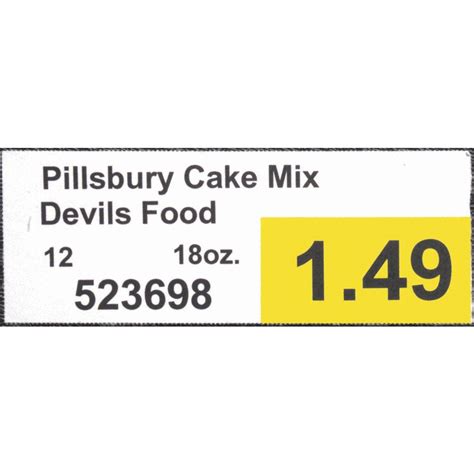 Pillsbury Cake Mix
Devils Food
12 18oz.
523698
1.49